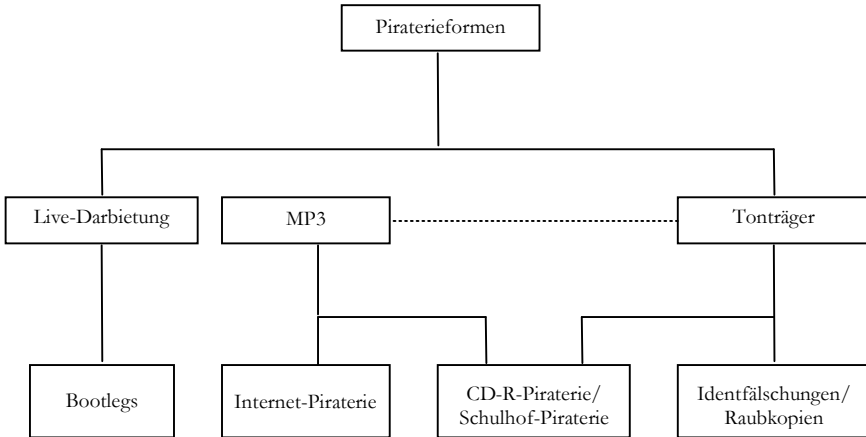 Piraterieformen
Live-Darbietung
MP3
Tonträger
Bootlegs
Internet-Piraterie
CD-R-Piraterie/
Schulhof-Piraterie
Identfälschungen/
Raubkopien